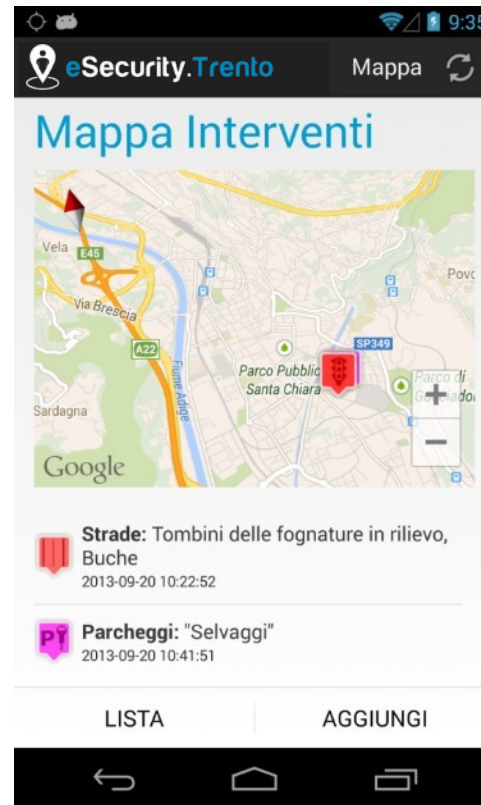 9:35
eSecurity.Trento
Mappa
Mappa Interventi
Vela
E45
Povo
Via Brescia
A22
Fiume Adige
SP349
Parco Pubblic
Santa Chiara
Parco di
Sardagna
Google
+
−
Strade: Tombini delle fognature in rilievo,
Buche
2013-09-20 10:22:52
Parcheggi: "Selvaggi"
2013-09-20 10:41:51
LISTA
AGGIUNGI